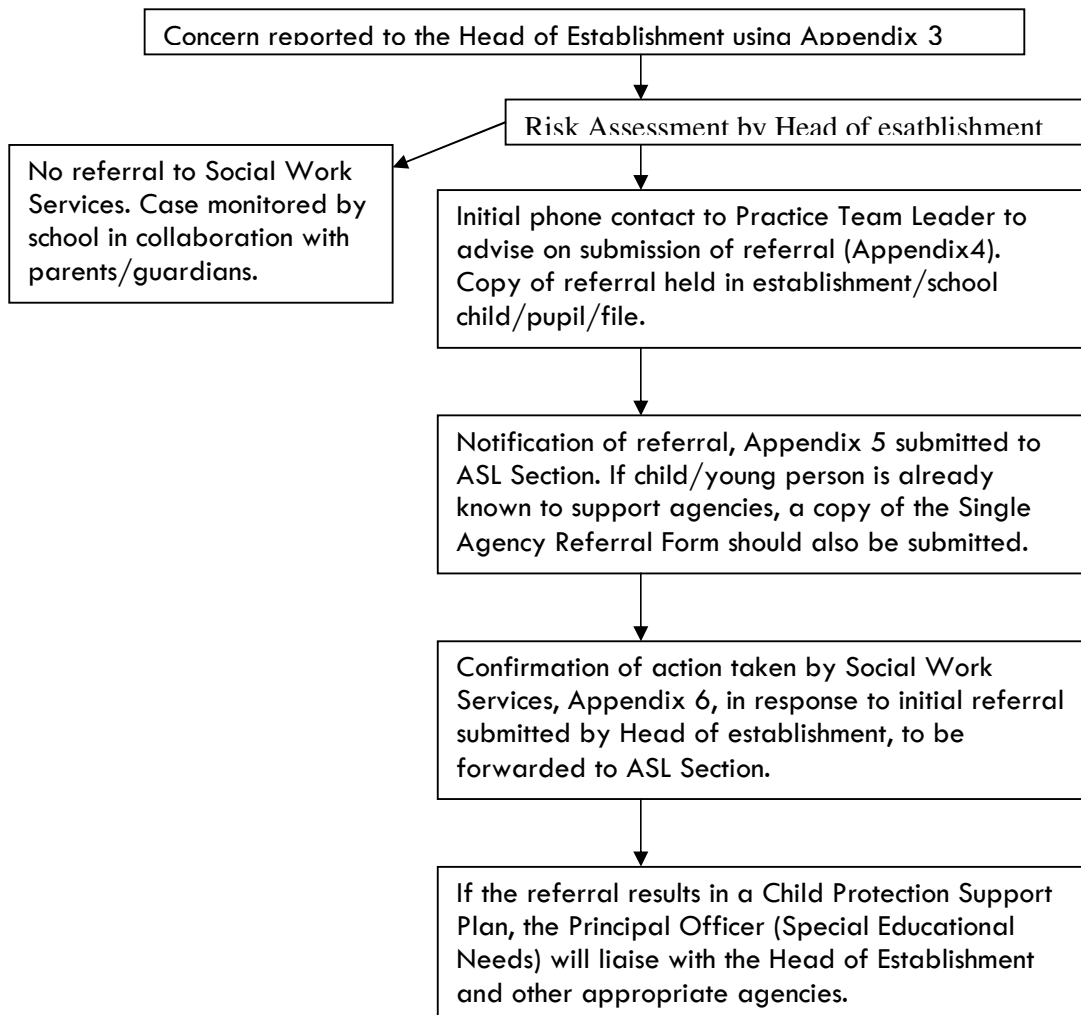 Concern reported to the Head of Establishment using Appendix 3
Risk Assessment by Head of esatblishment
No referral to Social Work
Services. Case monitored by
school in collaboration with
parents/guardians.
Initial phone contact to Practice Team Leader to
advise on submission of referral (Appendix4).
Copy of referral held in establishment/school
child/pupil/file.
Notification of referral, Appendix 5 submitted to
ASL Section. If child/young person is already
known to support agencies, a copy of the Single
Agency Referral Form should also be submitted.
Confirmation of action taken by Social Work
Services, Appendix 6, in response to initial referral
submitted by Head of establishment, to be
forwarded to ASL Section.
If the referral results in a Child Protection Support
Plan, the Principal Officer (Special Educational
Needs) will liaise with the Head of Establishment
and other appropriate agencies.